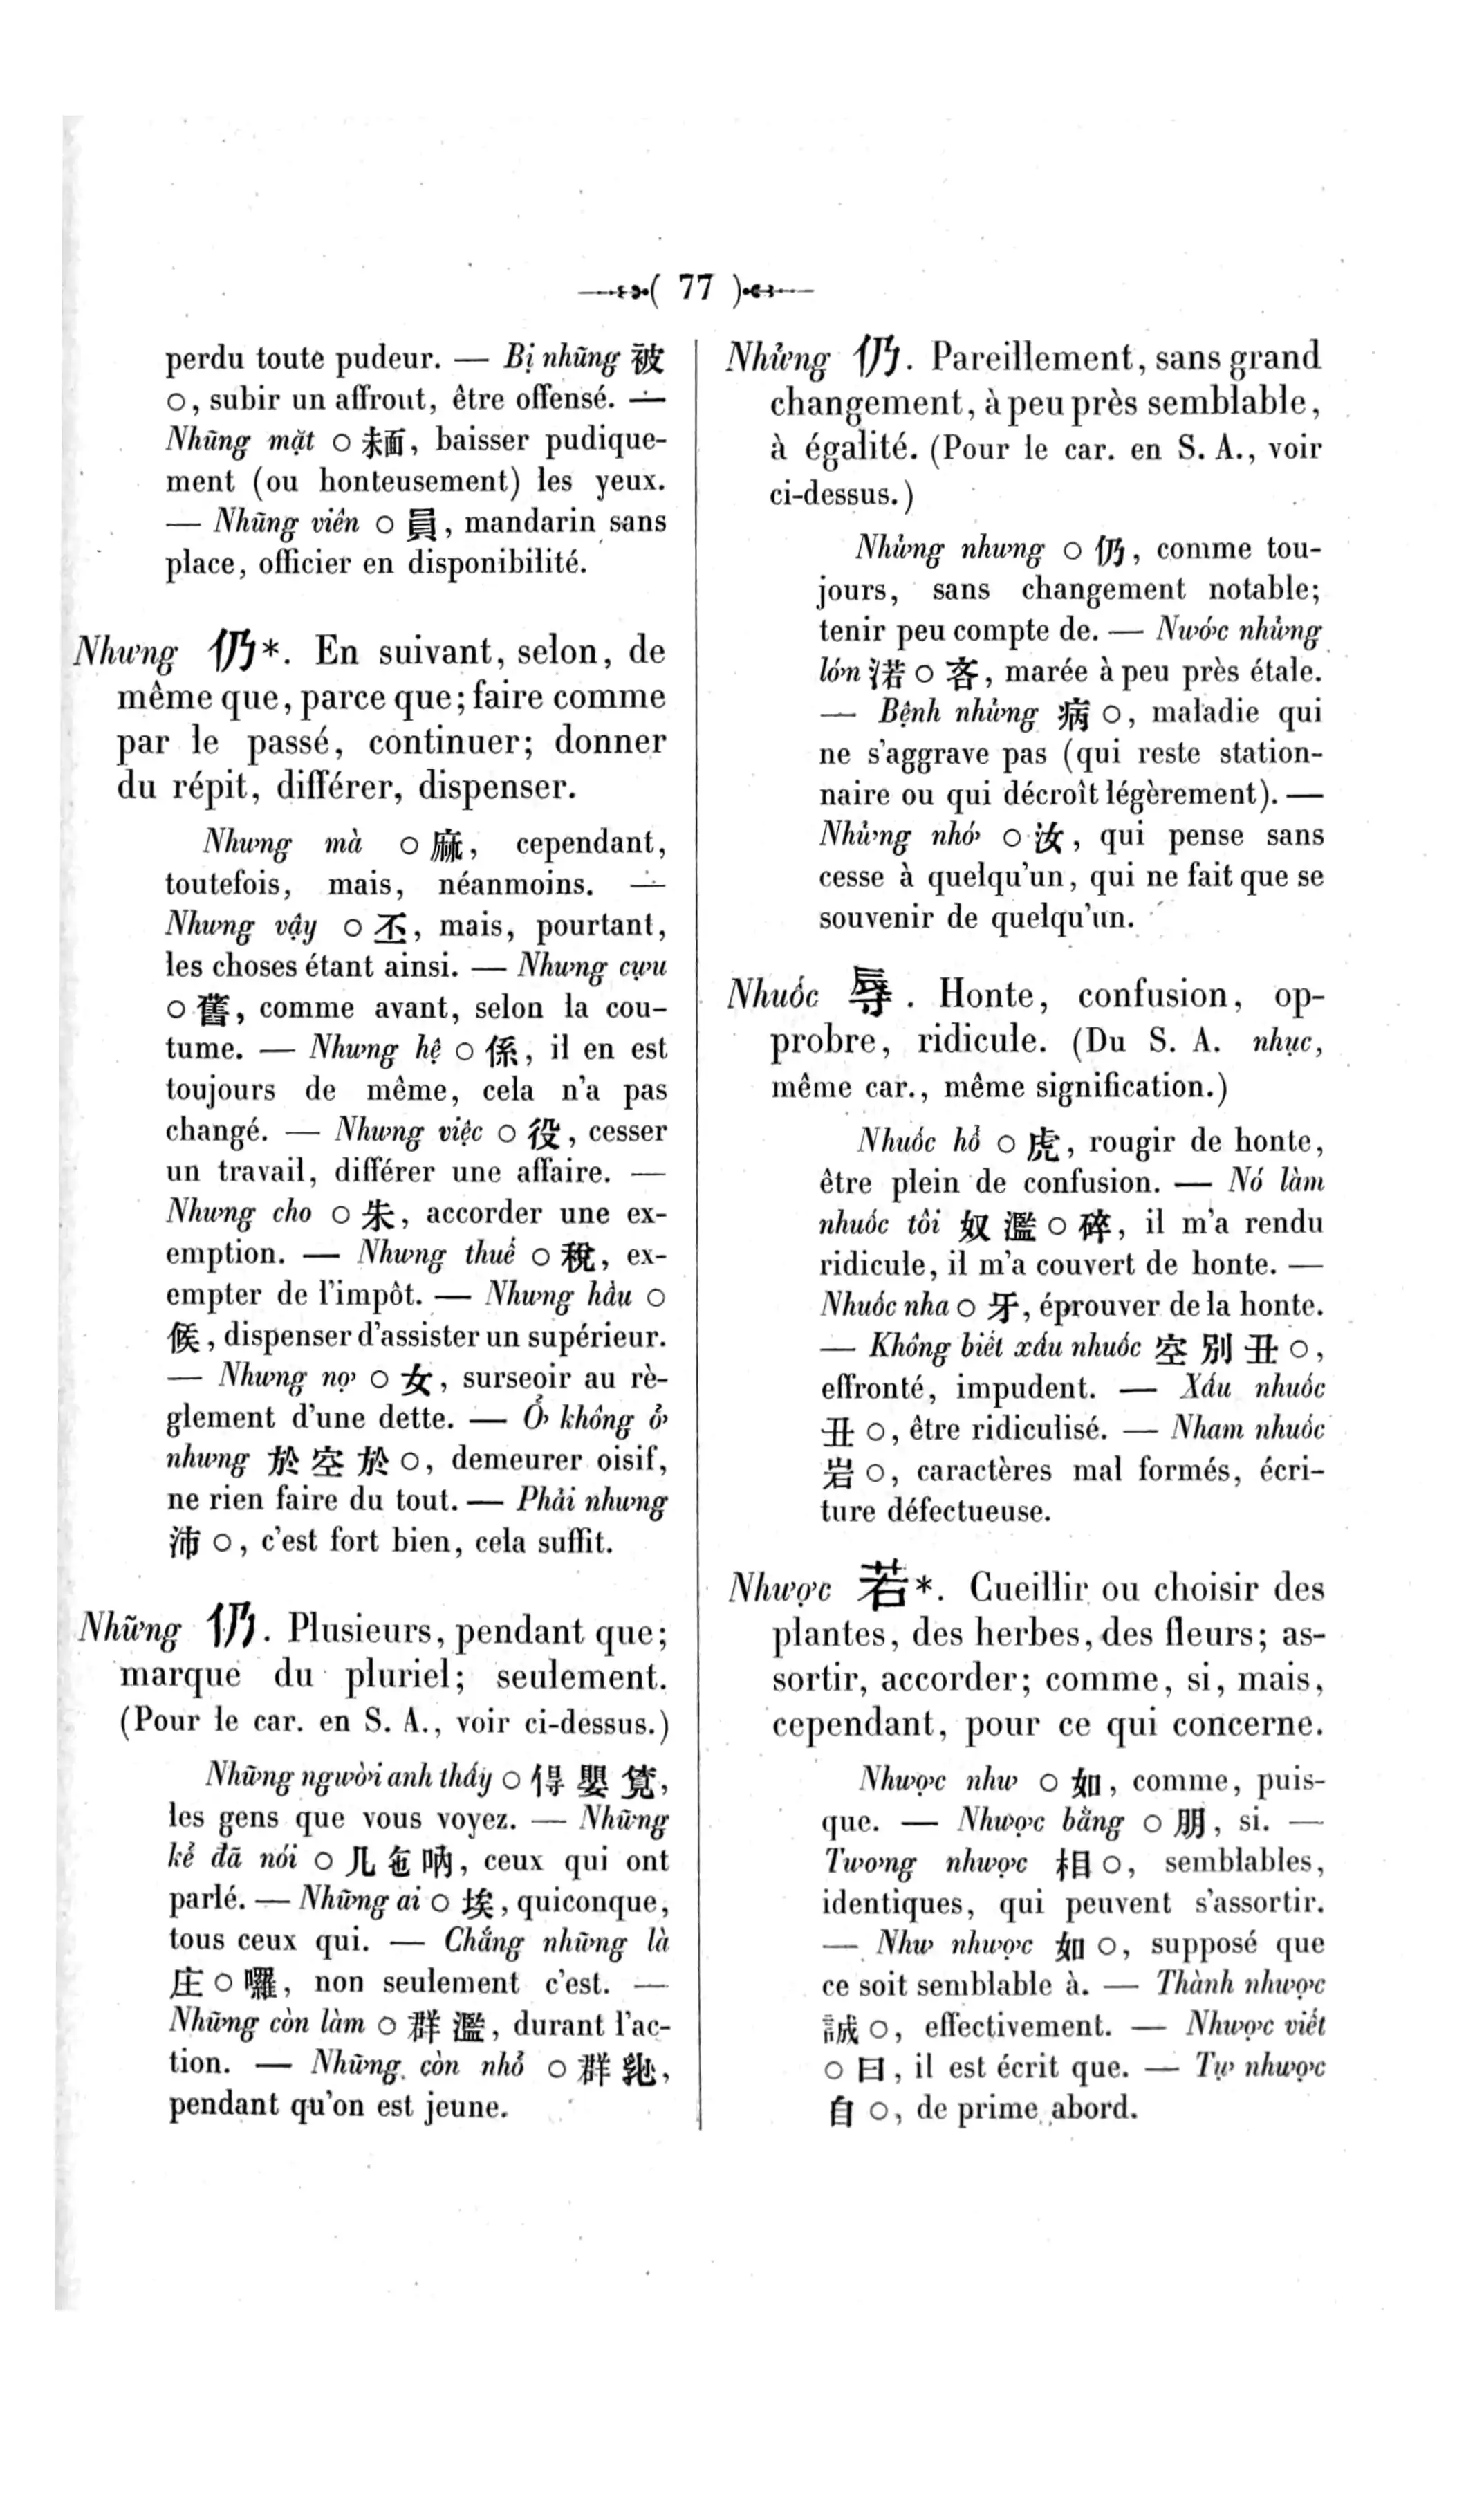 ( 77 )
perdu toute pudeur. — Bị nhũng 被
○, subir un affront, être offensé. —
Nhũng mặt ○ 𩈘, baisser pudique-
ment (ou honteusement) les yeux.
— Nhũng viên ○ 員, mandarin sans
place, officier en disponibilité.
Nhưng 仍*. En suivant, selon, de
même que, parce que; faire comme
par le passé, continuer; donner
du répit, différer, dispenser.
Nhưng mà ○ 麻, cependant,
toutefois, mais, néanmoins. —
Nhưng vậy ○ 丕, mais, pourtant,
les choses étant ainsi. — Nhưng cựu
○ 舊, comme avant, selon la cou-
tume. — Nhưng hệ ○ 係, il en est
toujours de même, cela n'a pas
changé. — Nhưng việc ○ 役, cesser
un travail, différer une affaire. —
Nhưng cho ○ 朱, accorder une ex-
emption. — Nhưng thuế ○ 稅, ex-
empter de l'impôt. — Nhưng hầu ○
候, dispenser d'assister un supérieur.
— Nhưng nợ ○ 女, surseoir au rè-
glement d'une dette. — Ở không ở
nhưng 於 空 於 ○, demeurer oisif,
ne rien faire du tout. — Phải nhưng
沛 ○, c'est fort bien, cela suffit.
Những 仍. Plusieurs, pendant que;
marque du pluriel; seulement.
(Pour le car. en S. A., voir ci-dessus.)
Những người anh thấy ○ 㝵 嬰 覚,
les gens que vous voyez. — Những
kẻ đã nói ○ 几 㐌 吶, ceux qui ont
parlé. — Những ai ○ 埃, quiconque,
tous ceux qui. — Chẳng những là
庄 ○ 囉, non seulement c'est. —
Những còn làm ○ 群 濫, durant l'ac-
tion. — Những còn nhỏ ○ 群 𡮈,
pendant qu'on est jeune.
Nhửng 仍. Pareillement, sans grand
changement, à peu près semblable,
à égalité. (Pour le car. en S. A., voir
ci-dessus.)
Nhửng nhưng ○ 仍, comme tou-
jours, sans changement notable;
tenir peu compte de. — Nước nhửng
lớn 渃 ○ 吝, marée à peu près étale.
— Bệnh nhửng 病 ○, maladie qui
ne s'aggrave pas (qui reste station-
naire ou qui décroît légèrement). —
Nhửng nhớ ○ 汝, qui pense sans
cesse à quelqu'un, qui ne fait que se
souvenir de quelqu'un.
Nhuốc 辱. Honte, confusion, op-
probre, ridicule. (Du S. A. nhục,
même car., même signification.)
Nhuốc hổ ○ 虎, rougir de honte,
être plein de confusion. — Nó làm
nhuốc tôi 奴 濫 ○ 碎, il m'a rendu
ridicule, il m'a couvert de honte. —
Nhuốc nha ○ 牙, éprouver de la honte.
— Không biết xấu nhuốc 空 別 丑 ○,
effronté, impudent. — Xấu nhuốc
丑 ○, être ridiculisé. — Nham nhuốc
岩 ○, caractères mal formés, écri-
ture défectueuse.
Nhược 若*. Cueillir ou choisir des
plantes, des herbes, des fleurs; as-
sortir, accorder; comme, si, mais,
cependant, pour ce qui concerne.
Nhược như ○ 如, comme, puis-
que. — Nhược bằng ○ 朋, si. —
Tương nhược 相 ○, semblables,
identiques, qui peuvent s'assortir.
— Như nhược 如 ○, supposé que
ce soit semblable à. — Thành nhược
誠 ○, effectivement. — Nhược viết
○ 曰, il est écrit que. — Tự nhược
自 ○, de prime abord.